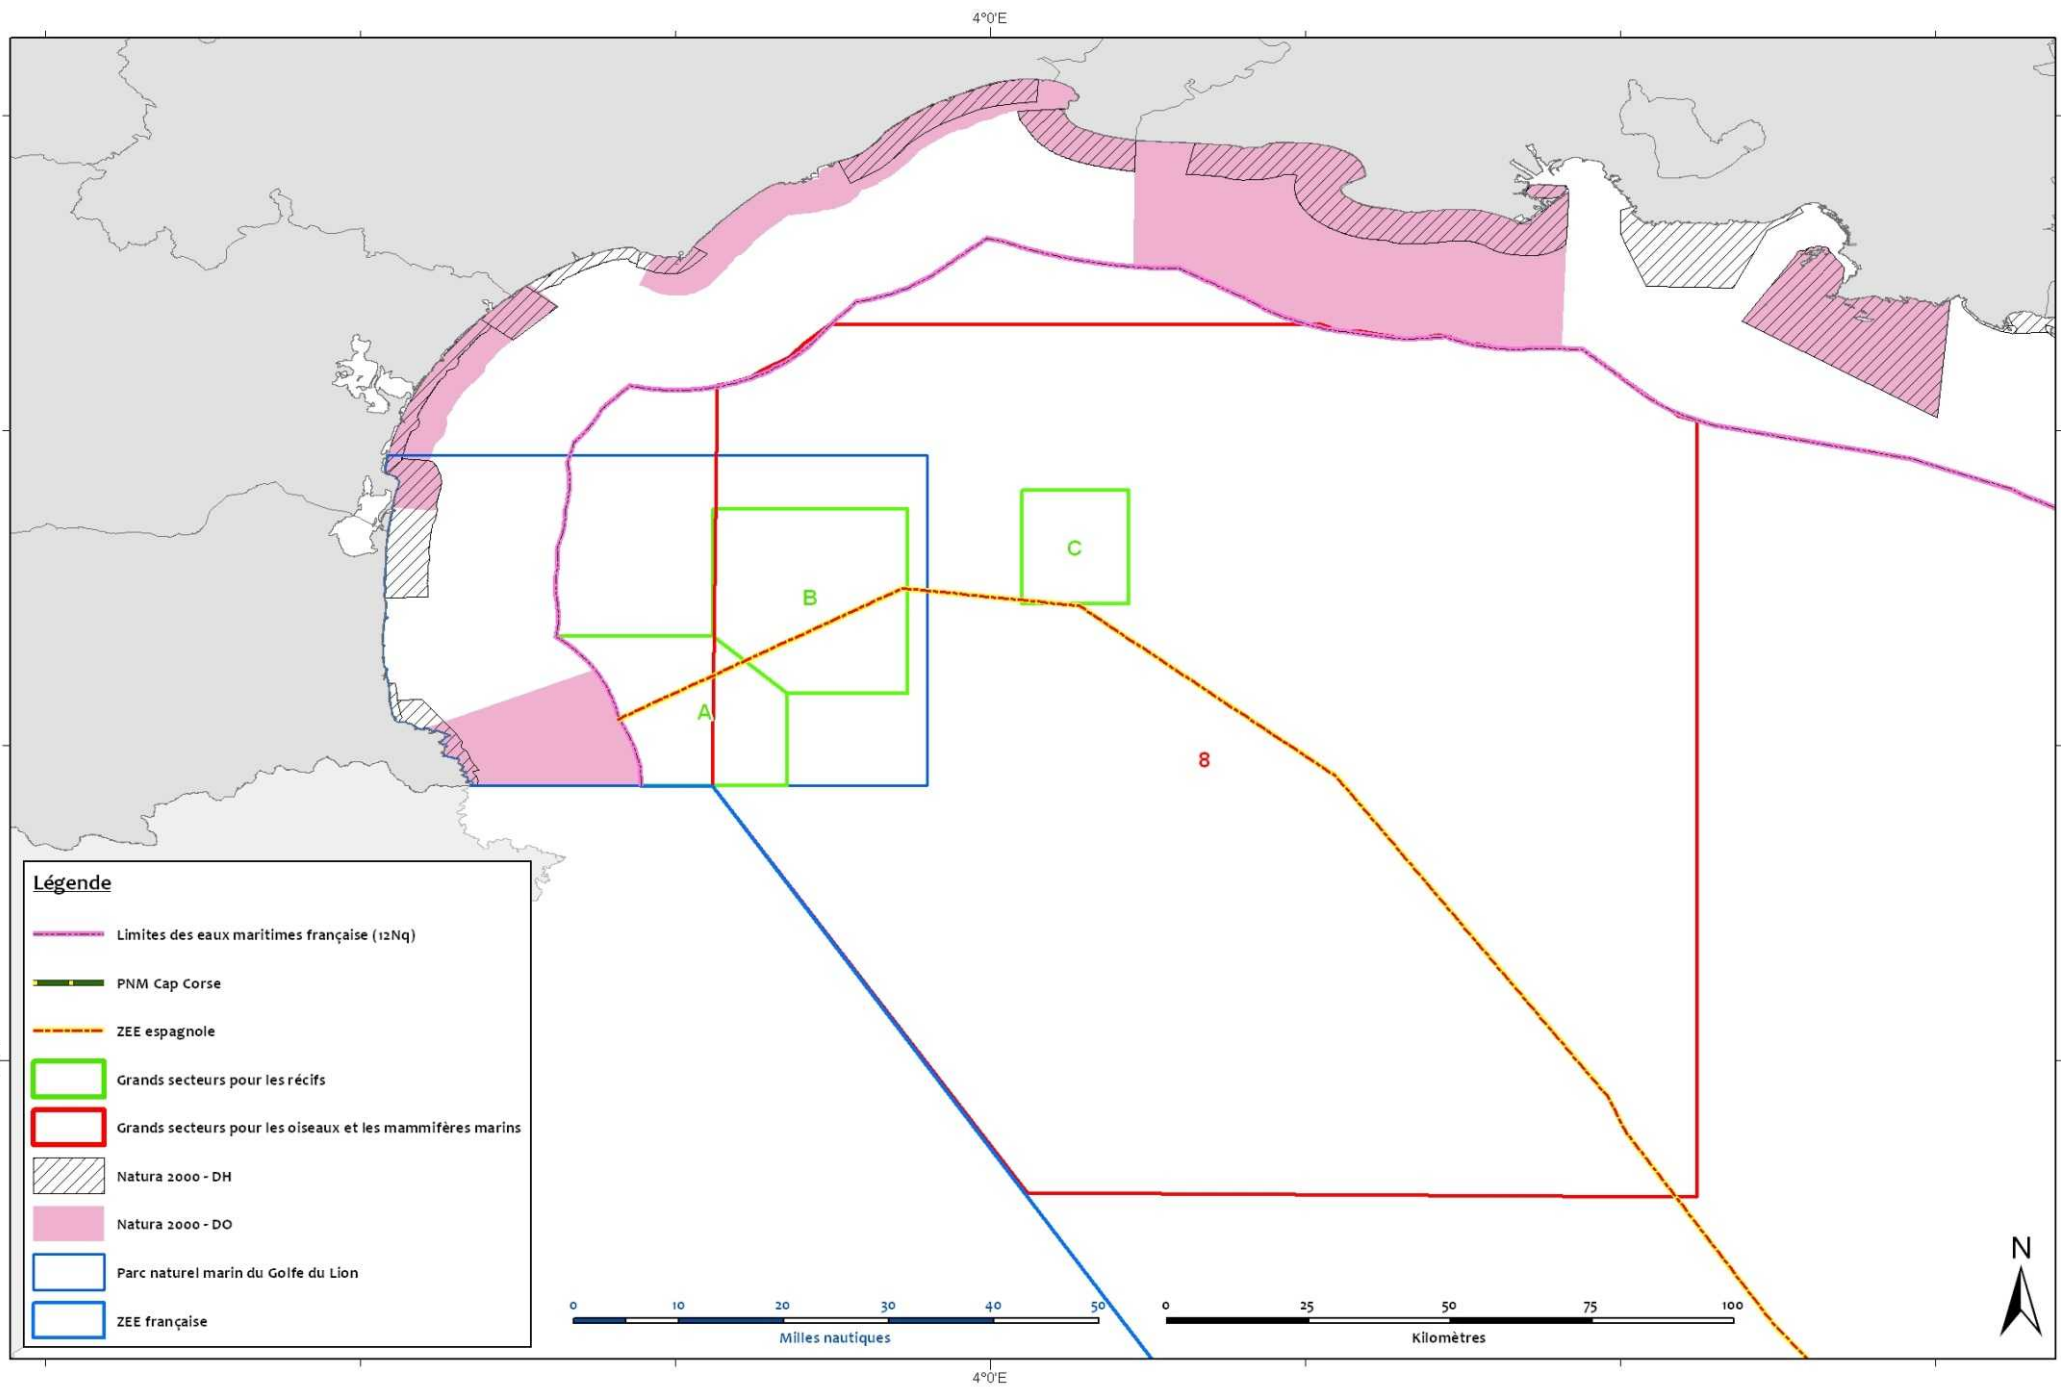 4°0'E
C
B
A
8
Légende
Limites des eaux maritimes française (12Nq)
PNM Cap Corse
ZEE espagnole
Grands secteurs pour les récifs
Grands secteurs pour les oiseaux et les mammifères marins
Natura 2000 - DH
Natura 2000 - DO
Parc naturel marin du Golfe du Lion
ZEE française
0 10 20 30 40 50
Milles nautiques
0 25 50 75 100
Kilomètres
N
4°0'E